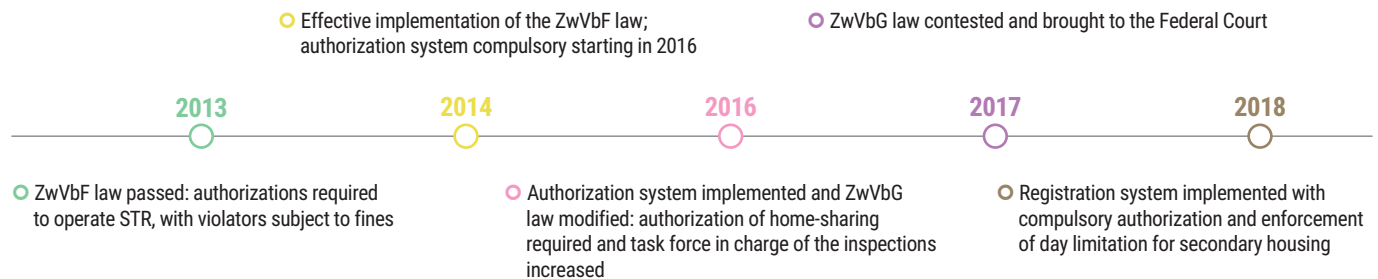 Effective implementation of the ZwVbF law;
authorization system compulsory starting in 2016
ZwVbG law contested and brought to the Federal Court
2013
2014
2016
2017
2018
ZwVbF law passed: authorizations required
to operate STR, with violators subject to fines
Authorization system implemented and ZwVbG
law modified: authorization of home-sharing
required and task force in charge of the inspections
increased
Registration system implemented with
compulsory authorization and enforcement
of day limitation for secondary housing